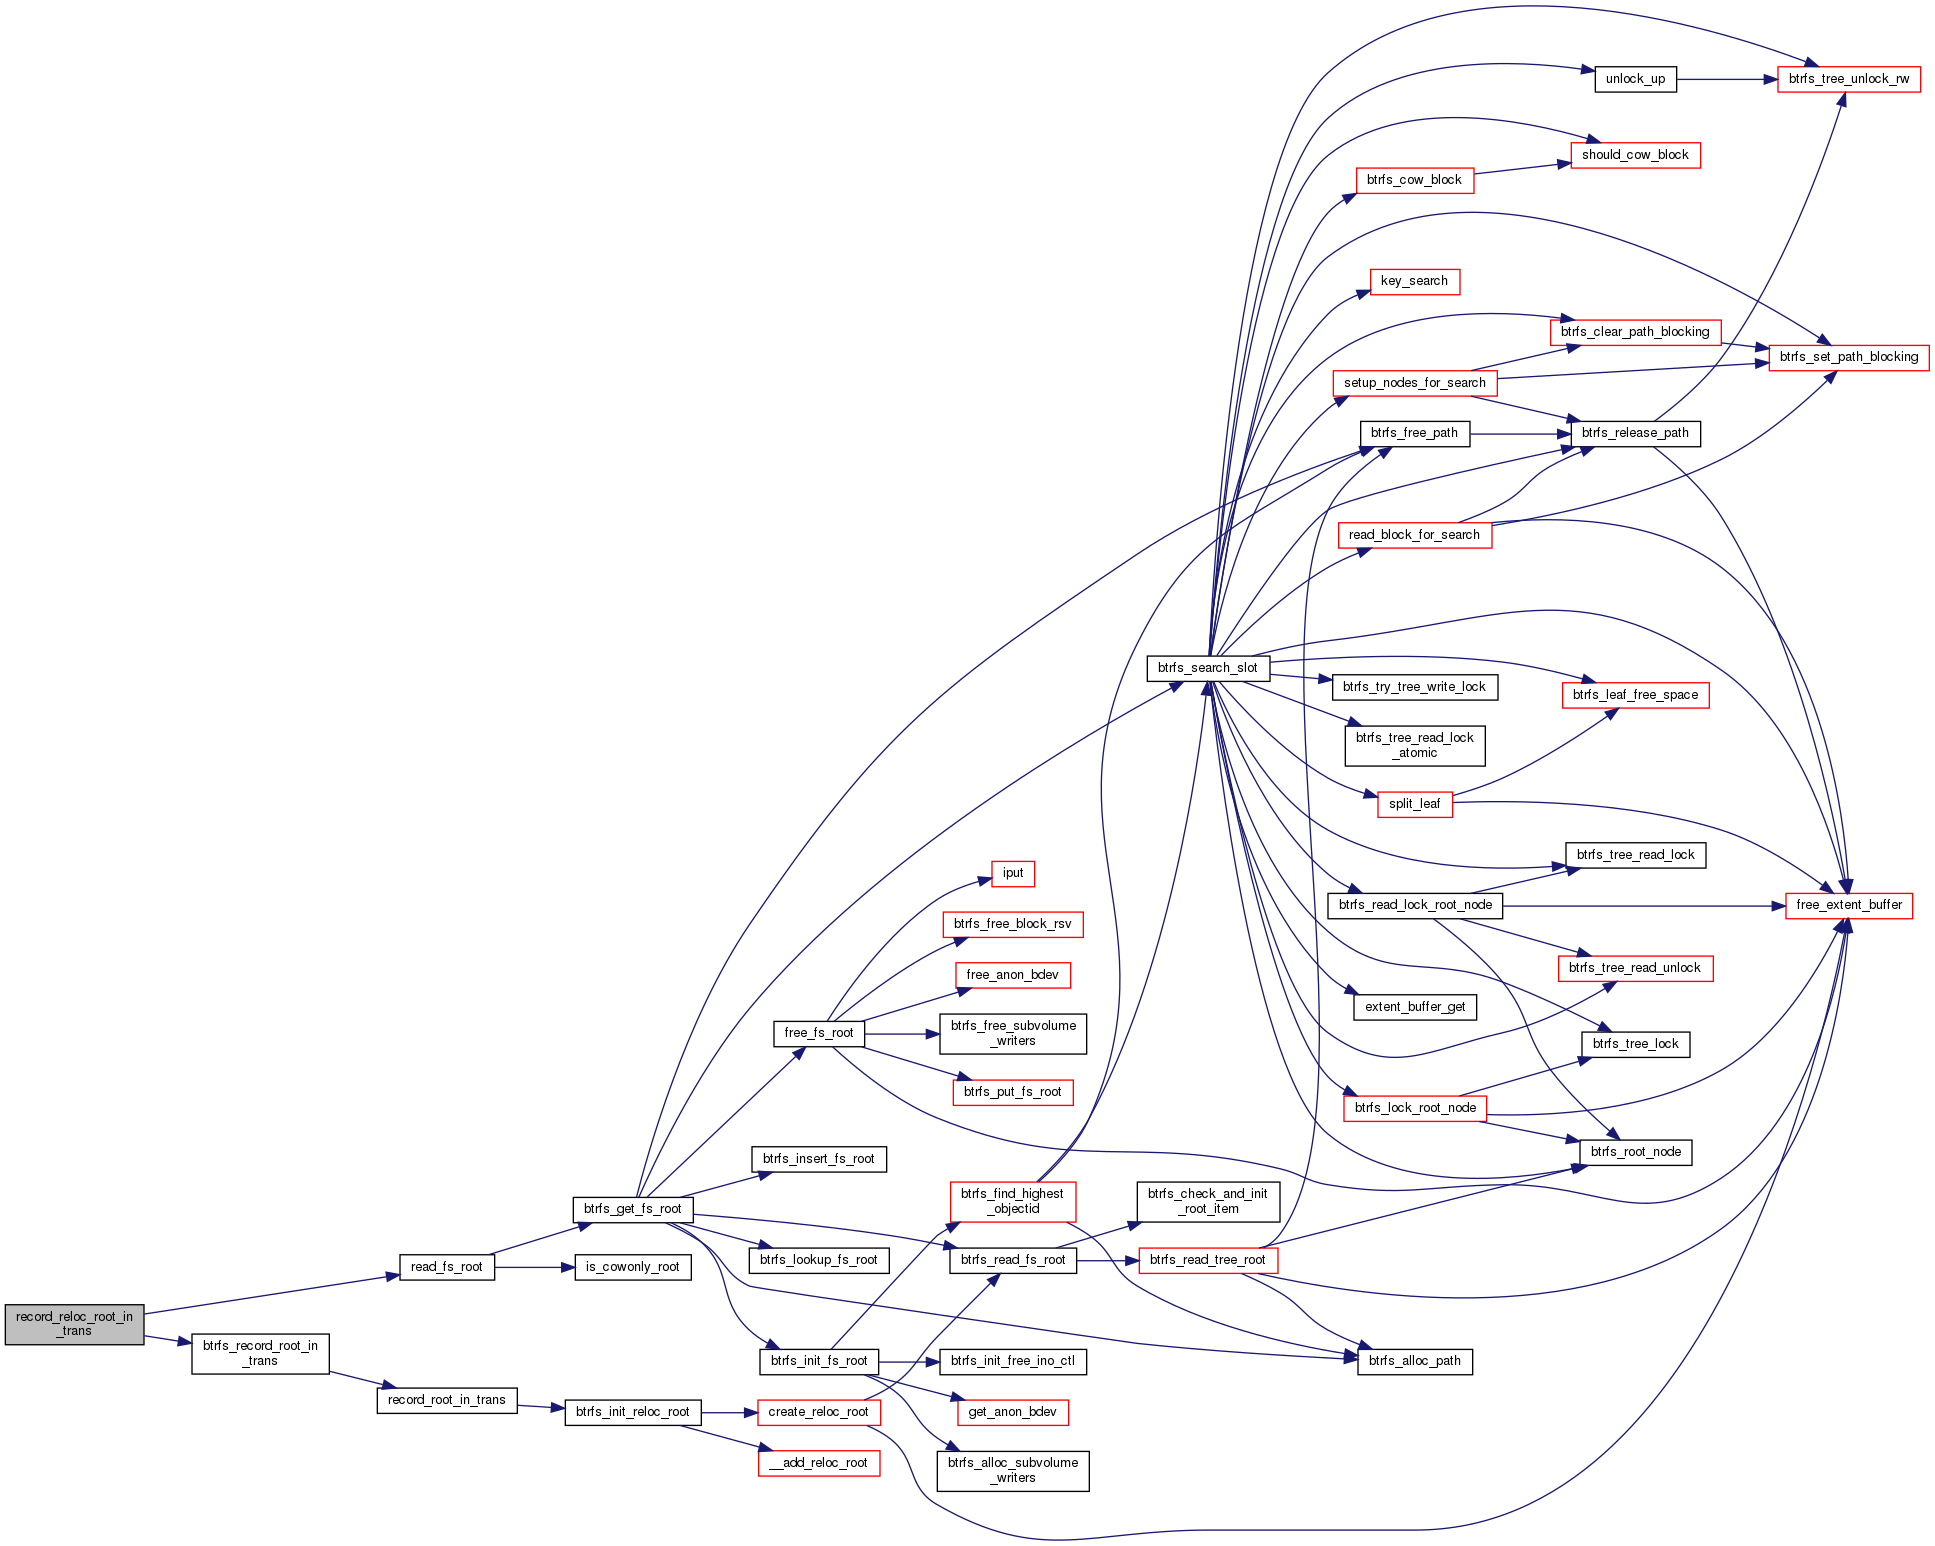 record_reloc_root_in
_trans
read_fs_root
btrfs_record_root_in
_trans
record_root_in_trans
btrfs_get_fs_root
is_cowonly_root
btrfs_init_reloc_root
free_fs_root
btrfs_insert_fs_root
btrfs_lookup_fs_root
btrfs_init_fs_root
create_reloc_root
__add_reloc_root
iput
btrfs_free_block_rsv
free_anon_bdev
btrfs_free_subvolume
_writers
btrfs_put_fs_root
btrfs_find_highest
_objectid
btrfs_read_fs_root
btrfs_init_free_ino_ctl
get_anon_bdev
btrfs_alloc_subvolume
_writers
btrfs_search_slot
btrfs_check_and_init
_root_item
btrfs_read_tree_root
btrfs_cow_block
key_search
setup_nodes_for_search
btrfs_free_path
read_block_for_search
btrfs_try_tree_write_lock
btrfs_tree_read_lock
_atomic
split_leaf
btrfs_read_lock_root_node
extent_buffer_get
btrfs_lock_root_node
btrfs_alloc_path
unlock_up
should_cow_block
btrfs_clear_path_blocking
btrfs_release_path
btrfs_leaf_free_space
btrfs_tree_read_lock
btrfs_tree_read_unlock
btrfs_tree_lock
btrfs_root_node
btrfs_tree_unlock_rw
btrfs_set_path_blocking
free_extent_buffer